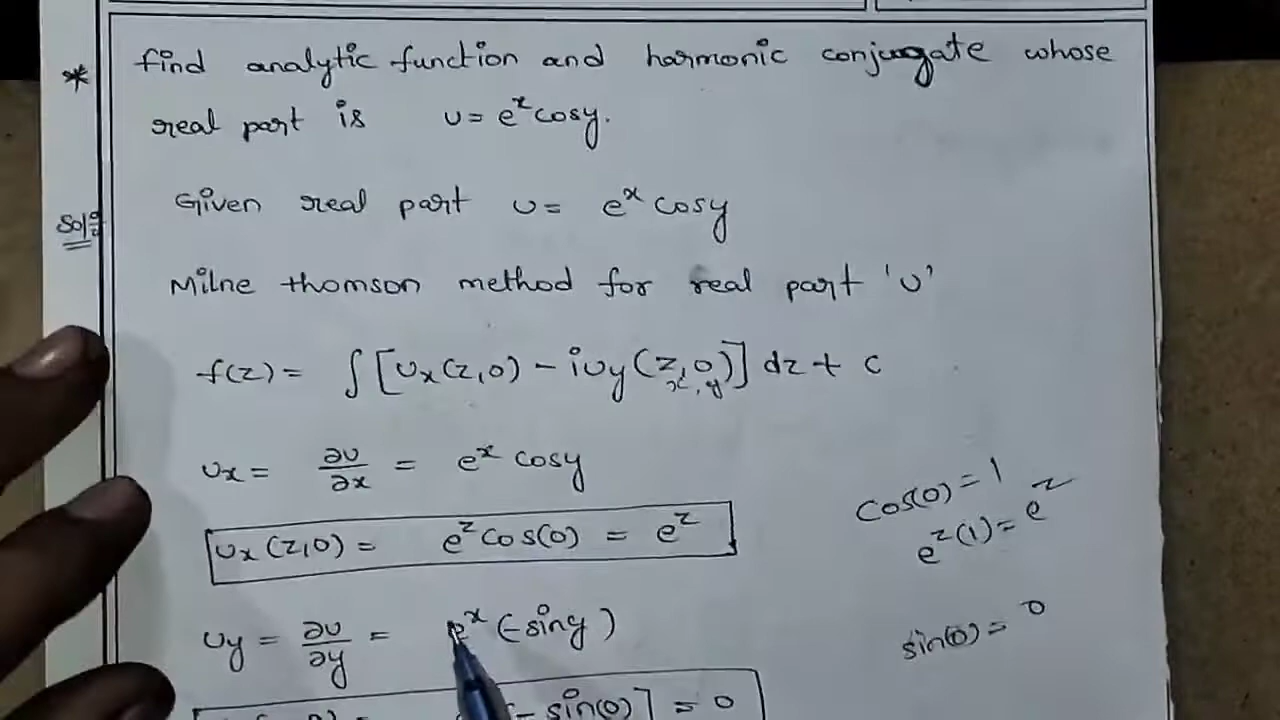 * find analytic function and harmonic conjugate whose
real part is u = e^x cosy.
Sol: Given real part u = e^x cosy
Milne thomson method for real part 'u'
f(z) = ∫ [ux(z,0) - iuy(z,0)] dz + c
x, y
ux = ∂u/∂x = e^x cosy
cos(0) = 1
ux(z,0) = e^z cos(0) = e^z
e^z(1) = e^z
uy = ∂u/∂y = e^x (-siny)
sin(0) = 0
- sin(0)] = 0